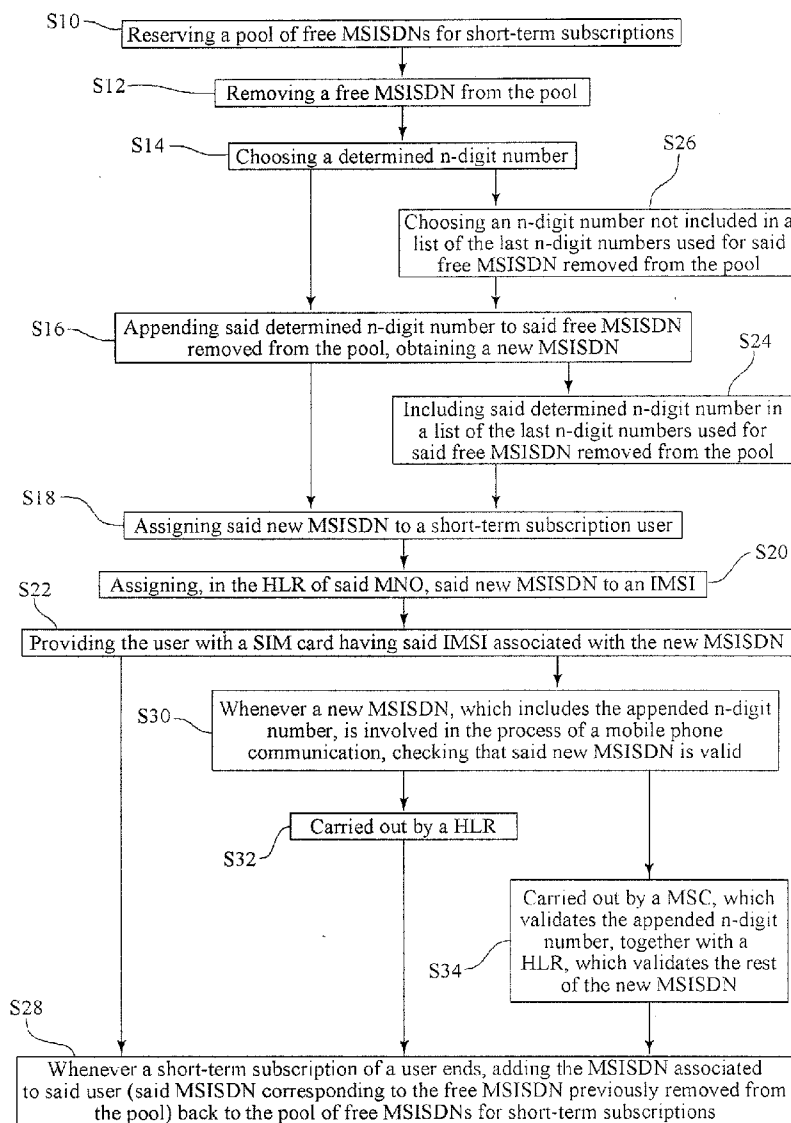 S10
Reserving a pool of free MSISDNs for short-term subscriptions
S12
Removing a free MSISDN from the pool
S14
Choosing a determined n-digit number
S26
Choosing an n-digit number not included in a
list of the last n-digit numbers used for said
free MSISDN removed from the pool
S16
Appending said determined n-digit number to said free MSISDN
removed from the pool, obtaining a new MSISDN
S24
Including said determined n-digit number in
a list of the last n-digit numbers used for
said free MSISDN removed from the pool
S18
Assigning said new MSISDN to a short-term subscription user
S20
Assigning, in the HLR of said MNO, said new MSISDN to an IMSI
S22
Providing the user with a SIM card having said IMSI associated with the new MSISDN
S30
Whenever a new MSISDN, which includes the appended n-digit
number, is involved in the process of a mobile phone
communication, checking that said new MSISDN is valid
Carried out by a HLR
S32
Carried out by a MSC, which
validates the appended n-digit
number, together with a
HLR, which validates the rest
of the new MSISDN
S34
S28
Whenever a short-term subscription of a user ends, adding the MSISDN associated
to said user (said MSISDN corresponding to the free MSISDN previously removed from
the pool) back to the pool of free MSISDNs for short-term subscriptions